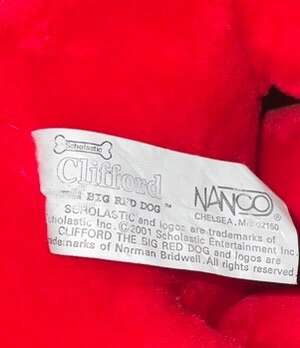 Scholastic
Clifford
THE BIG RED DOG™
NANCO
CHELSEA, MA 02150
SCHOLASTIC and logos are trademarks of
Scholastic Inc. ©2001 Scholastic Entertainment Inc.
CLIFFORD THE BIG RED DOG and logos are
trademarks of Norman Bridwell. All rights reserved